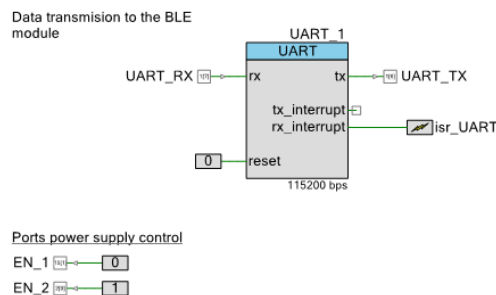 Data transmision to the BLE
module
UART_1
UART
UART_RX
rx
tx
UART_TX
tx_interrupt
rx_interrupt
isr_UART
0
reset
115200 bps
Ports power supply control
EN_1
0
EN_2
1